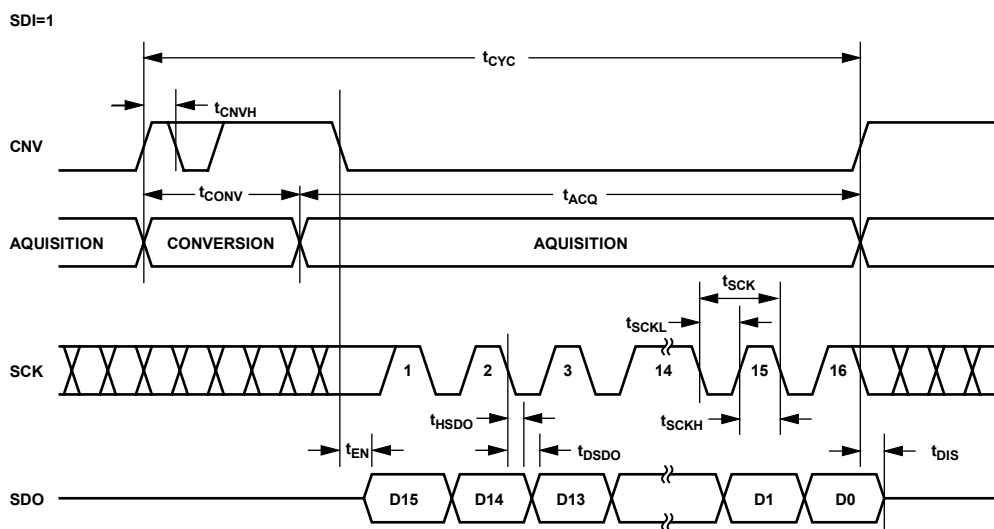 SDI=1
tCYC
tCNVH
CNV
tCONV
tACQ
AQUISITION
CONVERSION
AQUISITION
tSCK
tSCKL
SCK
1
2
3
14
15
16
tHSDO
tSCKH
tEN
tDSDO
tDIS
SDO
D15
D14
D13
D1
D0